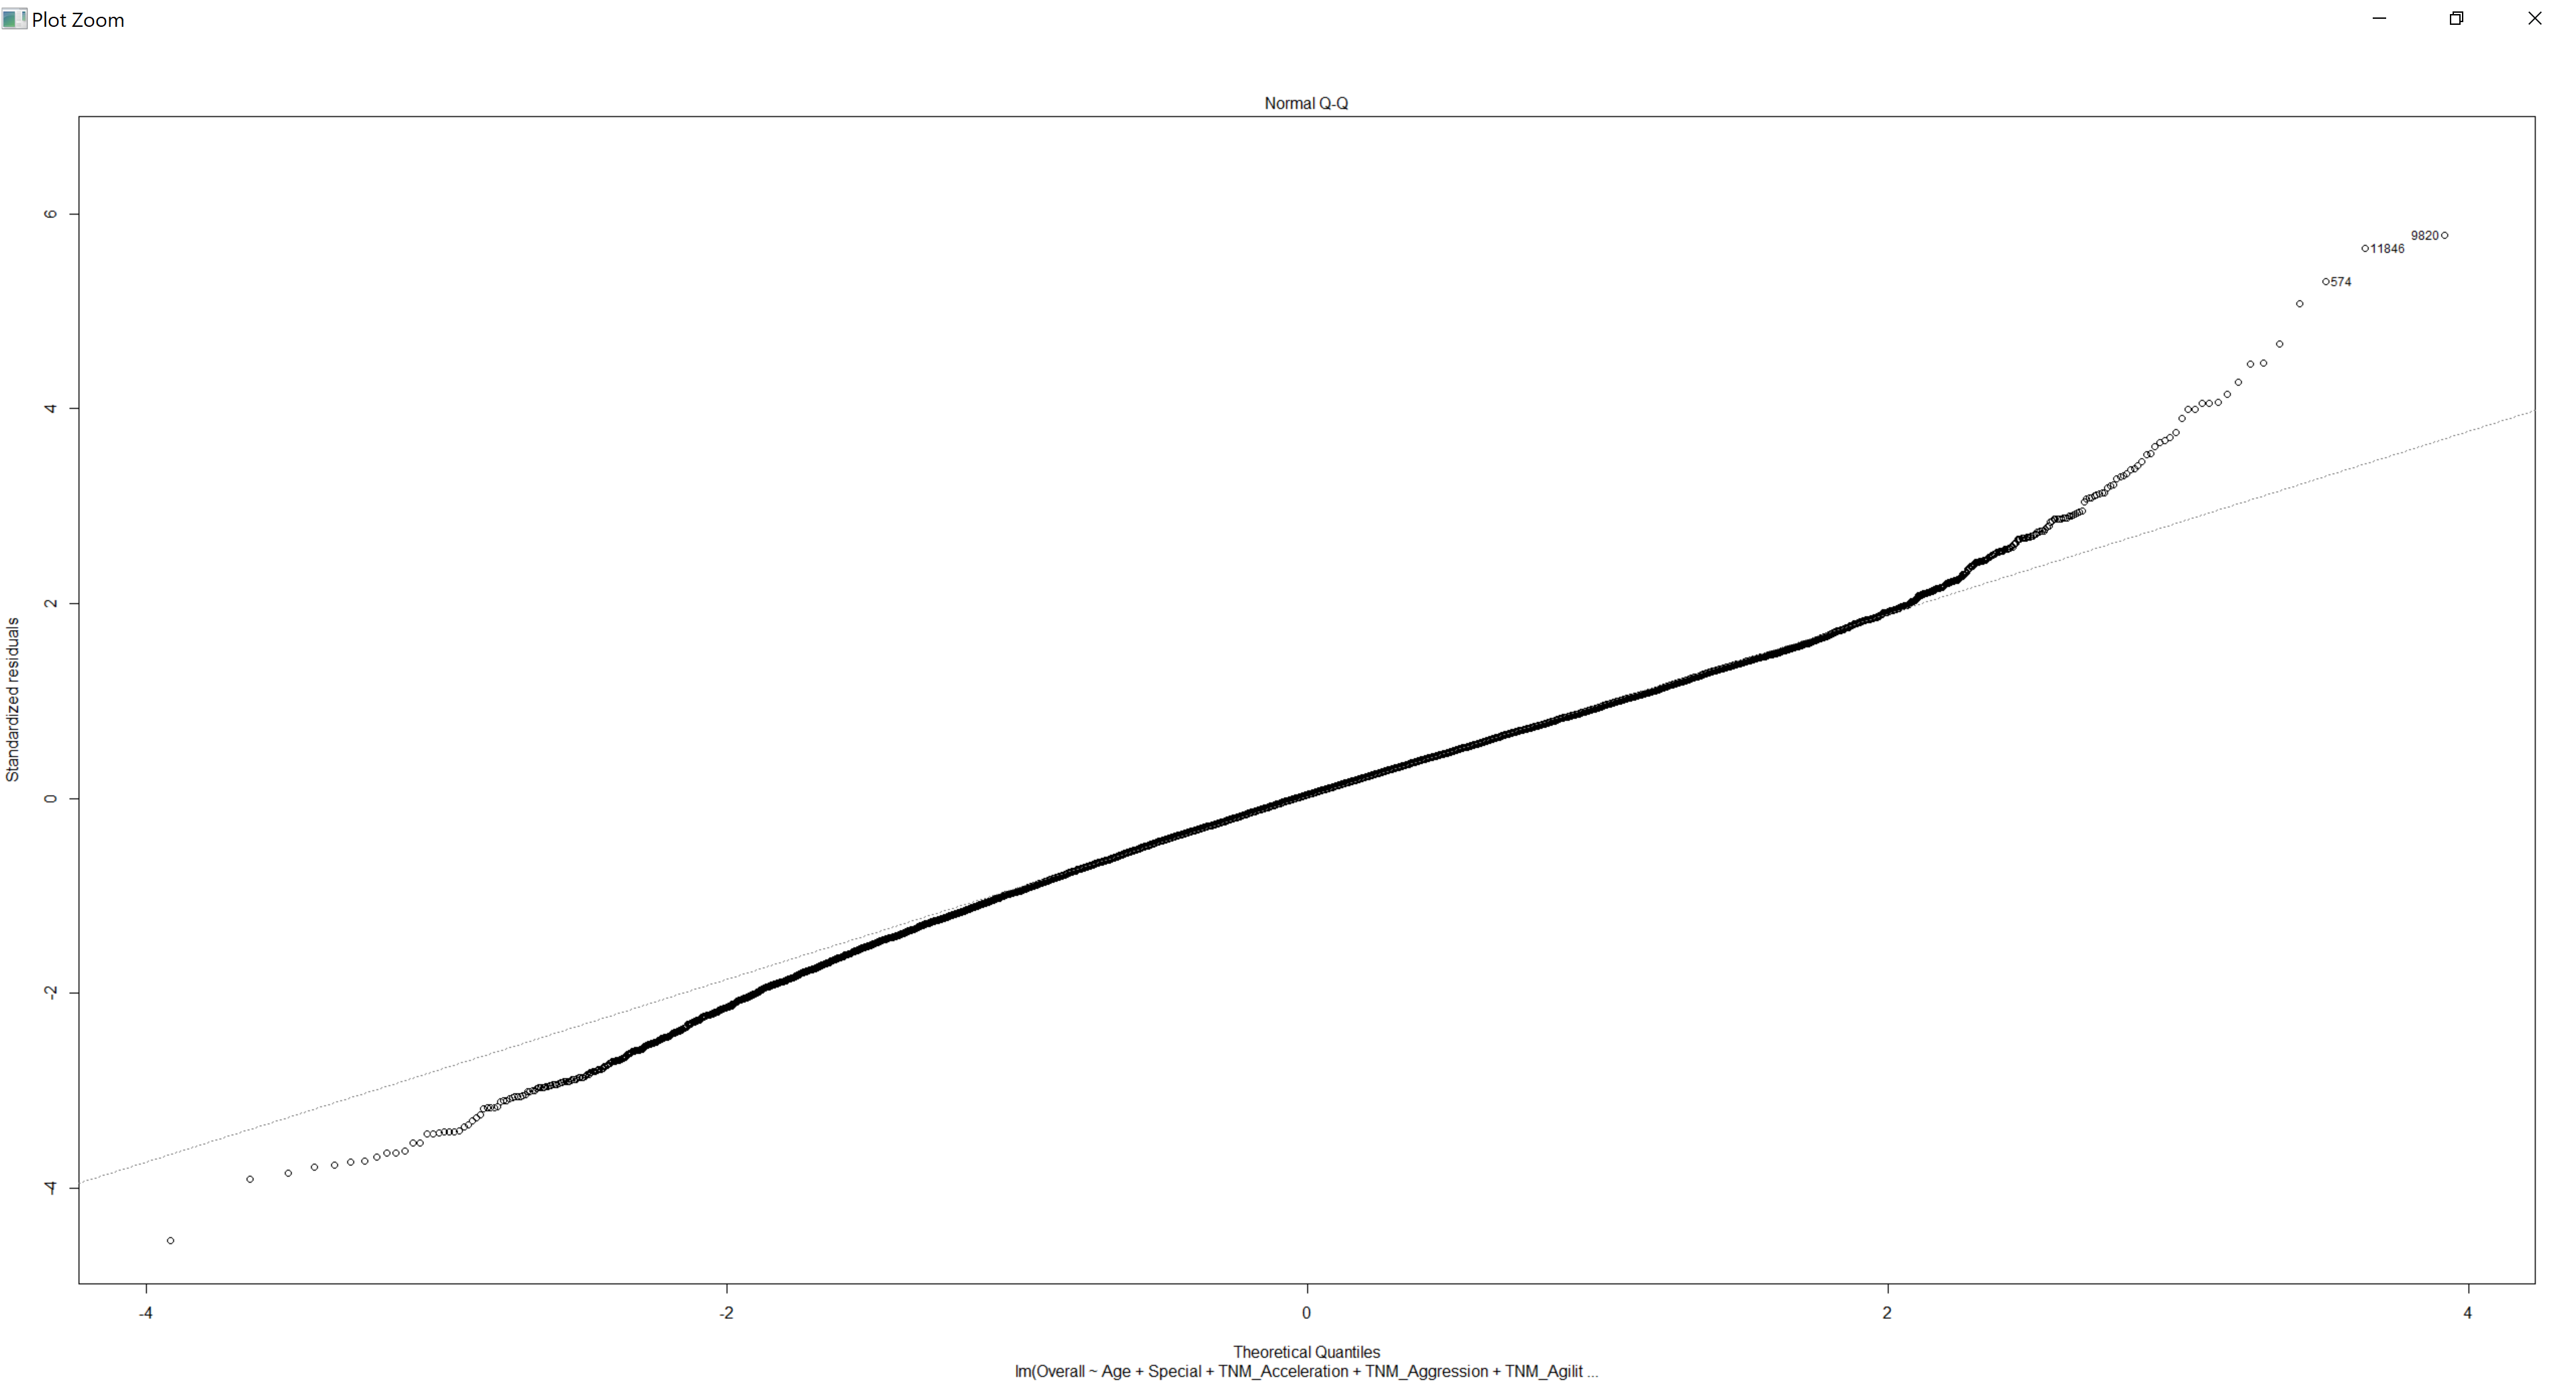 Plot Zoom
Normal Q-Q
Standardized residuals
6
4
2
0
-2
-4
9820
11846
574
-4
-2
0
2
4
Theoretical Quantiles
lm(Overall ~ Age + Special + TNM_Acceleration + TNM_Aggression + TNM_Agilit ...